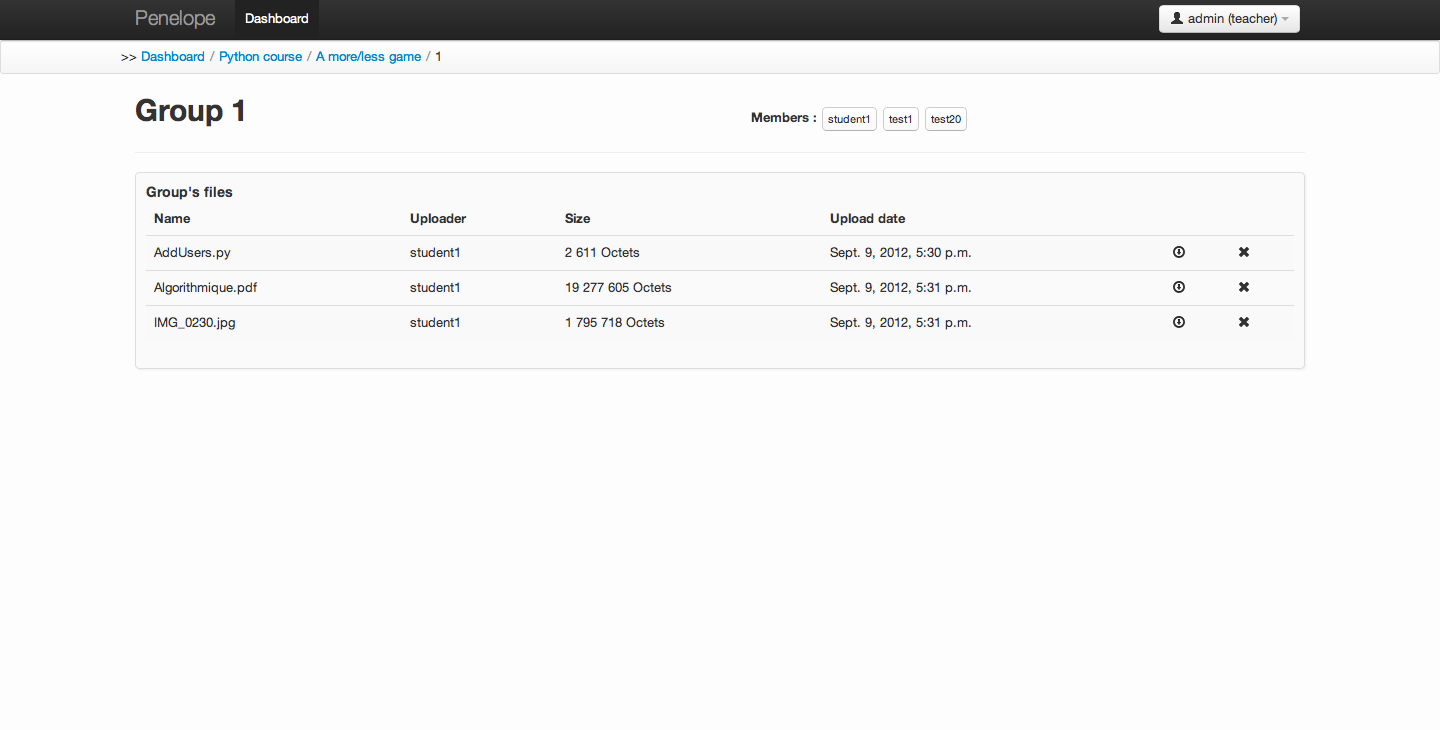 Penelope Dashboard admin (teacher)
>> Dashboard / Python course / A more/less game / 1
Group 1 Members : student1 test1 test20
Group's files
Name Uploader Size Upload date
AddUsers.py student1 2 611 Octets Sept. 9, 2012, 5:30 p.m.
Algorithmique.pdf student1 19 277 605 Octets Sept. 9, 2012, 5:31 p.m.
IMG_0230.jpg student1 1 795 718 Octets Sept. 9, 2012, 5:31 p.m.